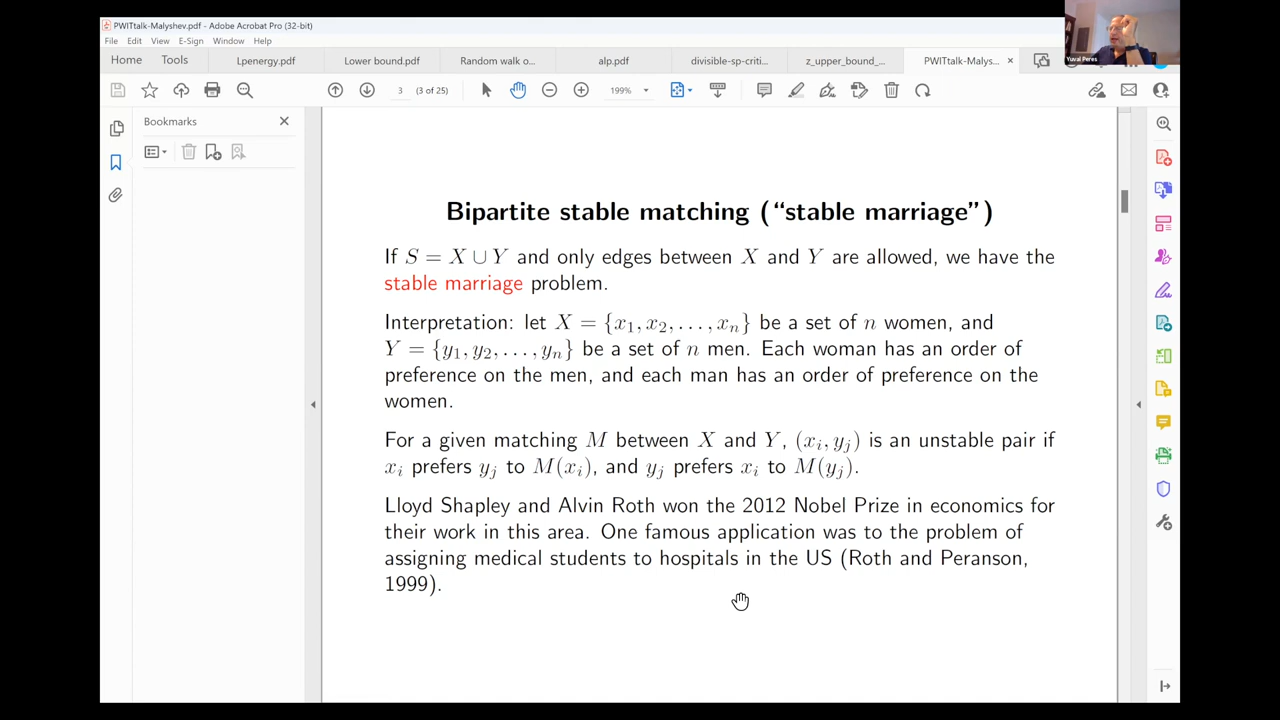 PWITtalk-Malyshev.pdf - Adobe Acrobat Pro (32-bit)
File Edit View E-Sign Window Help
Home Tools Lpenergy.pdf Lower bound.pdf Random walk o... alp.pdf divisible-sp-criti... z_upper_bound_... PWITtalk-Malys... ×
Yuval Peres
3 (3 of 25) 199%
Bookmarks
Bipartite stable matching (“stable marriage”)
If S = X ∪ Y and only edges between X and Y are allowed, we have the
stable marriage problem.
Interpretation: let X = {x₁, x₂, . . . , xₙ} be a set of n women, and
Y = {y₁, y₂, . . . , yₙ} be a set of n men. Each woman has an order of
preference on the men, and each man has an order of preference on the
women.
For a given matching M between X and Y, (xᵢ, yⱼ) is an unstable pair if
xᵢ prefers yⱼ to M(xᵢ), and yⱼ prefers xᵢ to M(yⱼ).
Lloyd Shapley and Alvin Roth won the 2012 Nobel Prize in economics for
their work in this area. One famous application was to the problem of
assigning medical students to hospitals in the US (Roth and Peranson,
1999).